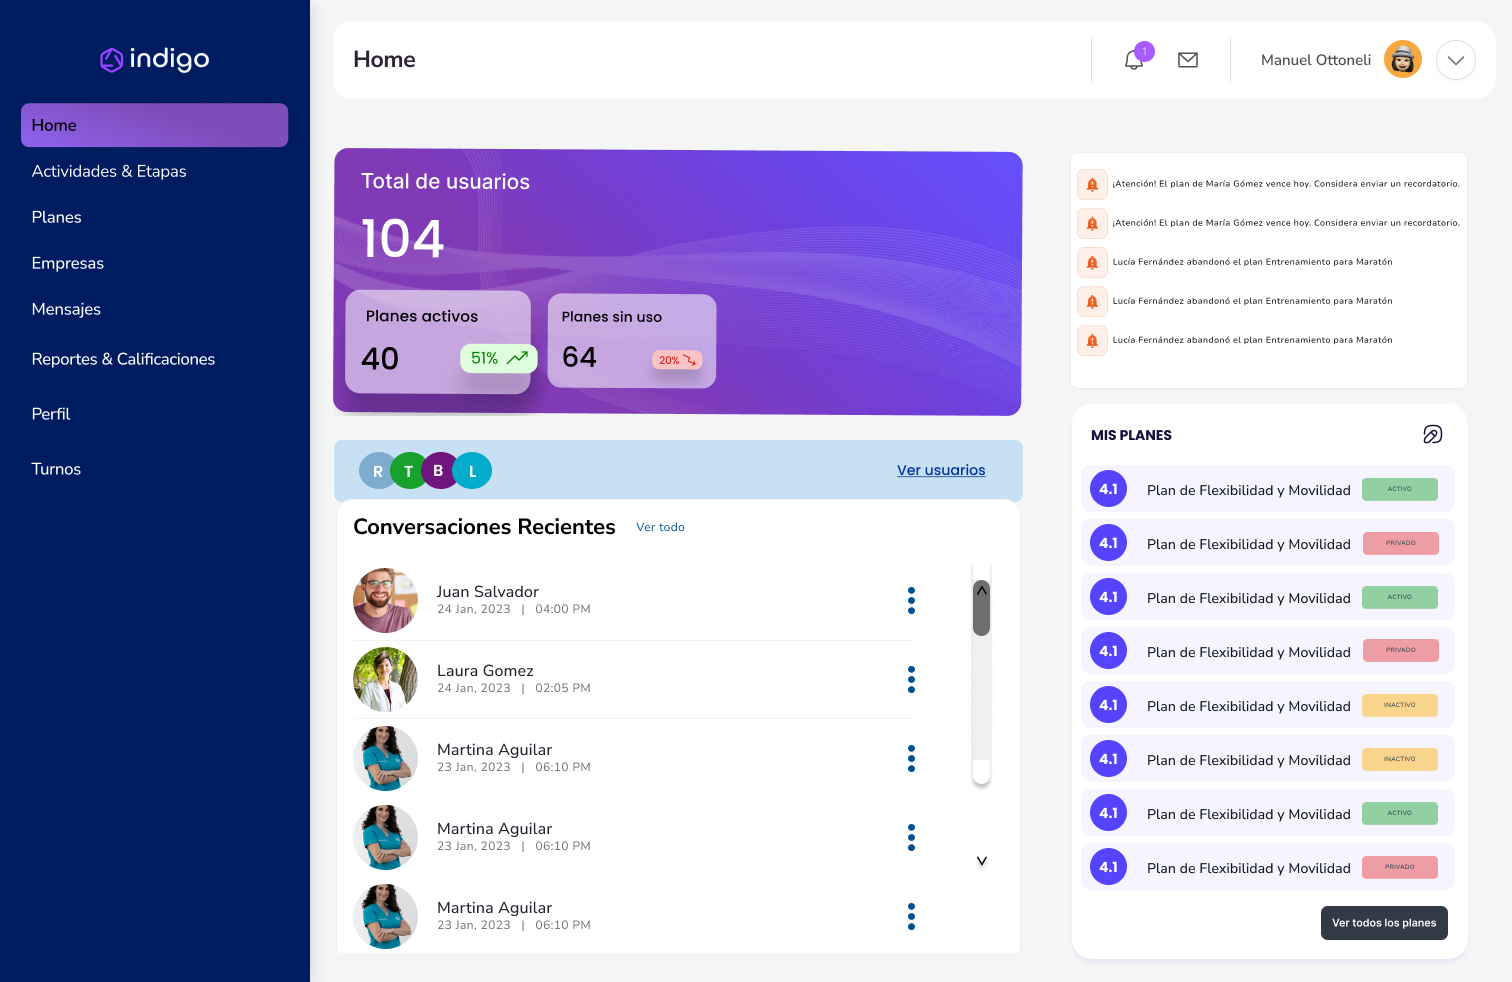 indigo
Home
Actividades & Etapas
Planes
Empresas
Mensajes
Reportes & Calificaciones
Perfil
Turnos
Home
1
Manuel Ottoneli
Total de usuarios
104
Planes activos
40
51%
Planes sin uso
64
20%
R T B L
Ver usuarios
Conversaciones Recientes
Ver todo
Juan Salvador
24 Jan, 2023 | 04:00 PM
Laura Gomez
24 Jan, 2023 | 02:05 PM
Martina Aguilar
23 Jan, 2023 | 06:10 PM
Martina Aguilar
23 Jan, 2023 | 06:10 PM
Martina Aguilar
23 Jan, 2023 | 06:10 PM
¡Atención! El plan de María Gómez vence hoy. Considera enviar un recordatorio.
¡Atención! El plan de María Gómez vence hoy. Considera enviar un recordatorio.
Lucía Fernández abandonó el plan Entrenamiento para Maratón
Lucía Fernández abandonó el plan Entrenamiento para Maratón
Lucía Fernández abandonó el plan Entrenamiento para Maratón
MIS PLANES
4.1 Plan de Flexibilidad y Movilidad ACTIVO
4.1 Plan de Flexibilidad y Movilidad PRIVADO
4.1 Plan de Flexibilidad y Movilidad ACTIVO
4.1 Plan de Flexibilidad y Movilidad PRIVADO
4.1 Plan de Flexibilidad y Movilidad INACTIVO
4.1 Plan de Flexibilidad y Movilidad INACTIVO
4.1 Plan de Flexibilidad y Movilidad ACTIVO
4.1 Plan de Flexibilidad y Movilidad PRIVADO
Ver todos los planes